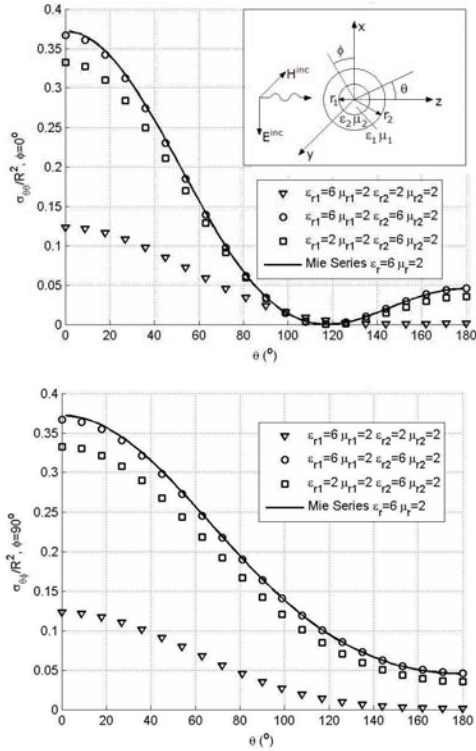 0.4
0.35
0.3
0.25
0.2
0.15
0.1
0.05
0
σθθ/R², ϕ=0°
0 20 40 60 80 100 120 140 160 180
θ (°)
x
ϕ
H^inc
E^inc
r₁
r₂
θ
z
ε₂ μ₂
ε₁ μ₁
y
εr1=6 μr1=2 εr2=2 μr2=2
εr1=6 μr1=2 εr2=6 μr2=2
εr1=2 μr1=2 εr2=6 μr2=2
Mie Series εr=6 μr=2
0.4
0.35
0.3
0.25
0.2
0.15
0.1
0.05
0
σθϕ/R², ϕ=90°
0 20 40 60 80 100 120 140 160 180
θ (°)
εr1=6 μr1=2 εr2=2 μr2=2
εr1=6 μr1=2 εr2=6 μr2=2
εr1=2 μr1=2 εr2=6 μr2=2
Mie Series εr=6 μr=2